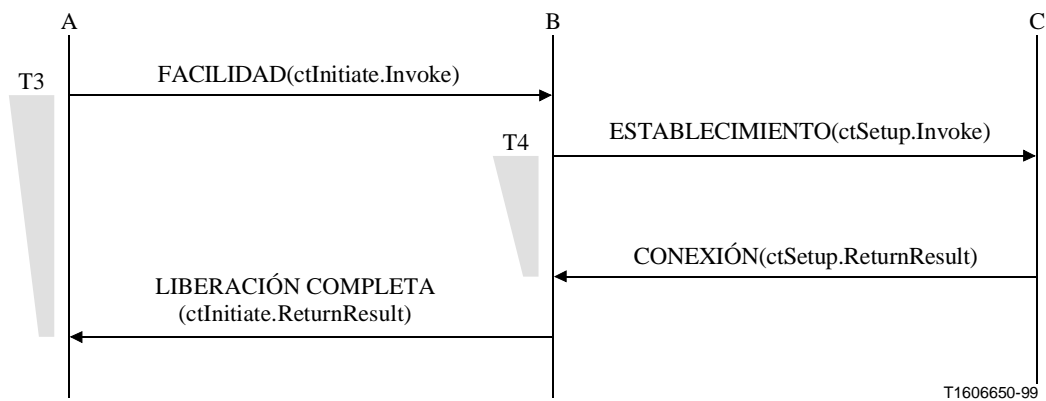 A
B
C
T3
FACILIDAD(ctInitiate.Invoke)
ESTABLECIMIENTO(ctSetup.Invoke)
T4
CONEXIÓN(ctSetup.ReturnResult)
LIBERACIÓN COMPLETA
(ctInitiate.ReturnResult)
T1606650-99